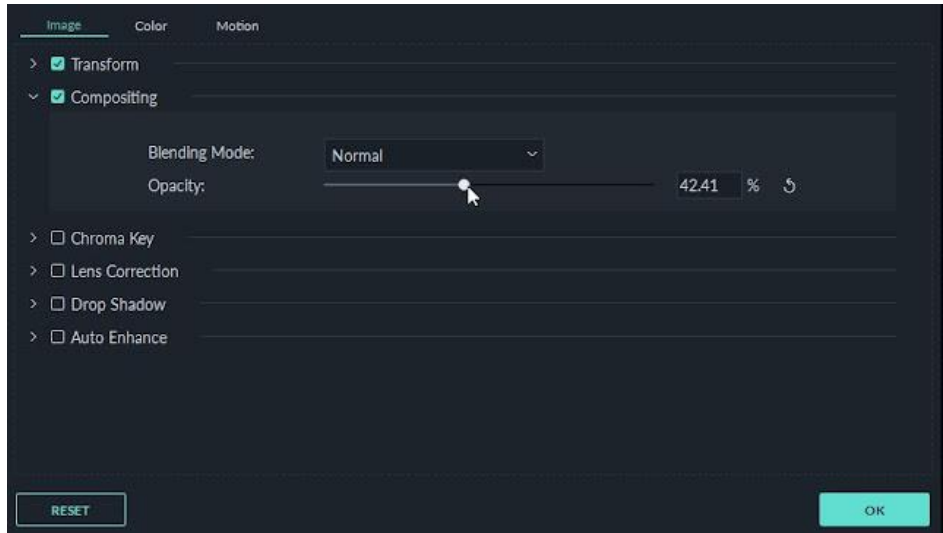 Image Color Motion
Transform
Compositing
Blending Mode: Normal
Opacity: 42.41 %
Chroma Key
Lens Correction
Drop Shadow
Auto Enhance
RESET OK